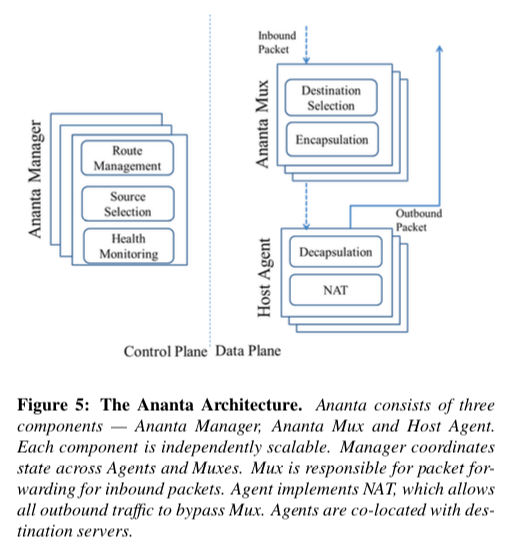 Inbound
Packet
Ananta Mux
Destination
Selection
Encapsulation
Ananta Manager
Route
Management
Source
Selection
Health
Monitoring
Outbound
Packet
Host Agent
Decapsulation
NAT
Control Plane Data Plane
Figure 5: The Ananta Architecture. Ananta consists of three
components — Ananta Manager, Ananta Mux and Host Agent.
Each component is independently scalable. Manager coordinates
state across Agents and Muxes. Mux is responsible for packet for-
warding for inbound packets. Agent implements NAT, which allows
all outbound traffic to bypass Mux. Agents are co-located with des-
tination servers.